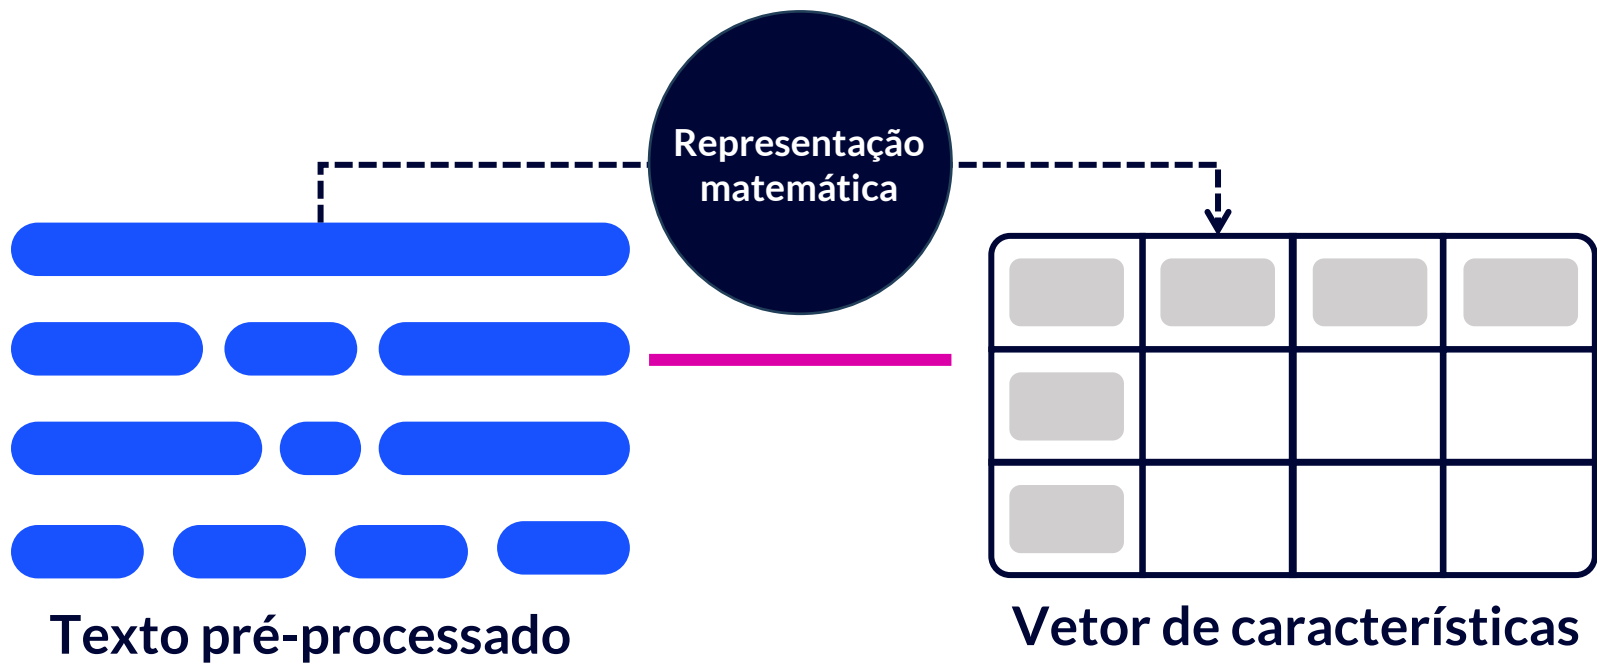 Representação
matemática
Texto pré-processado
Vetor de características